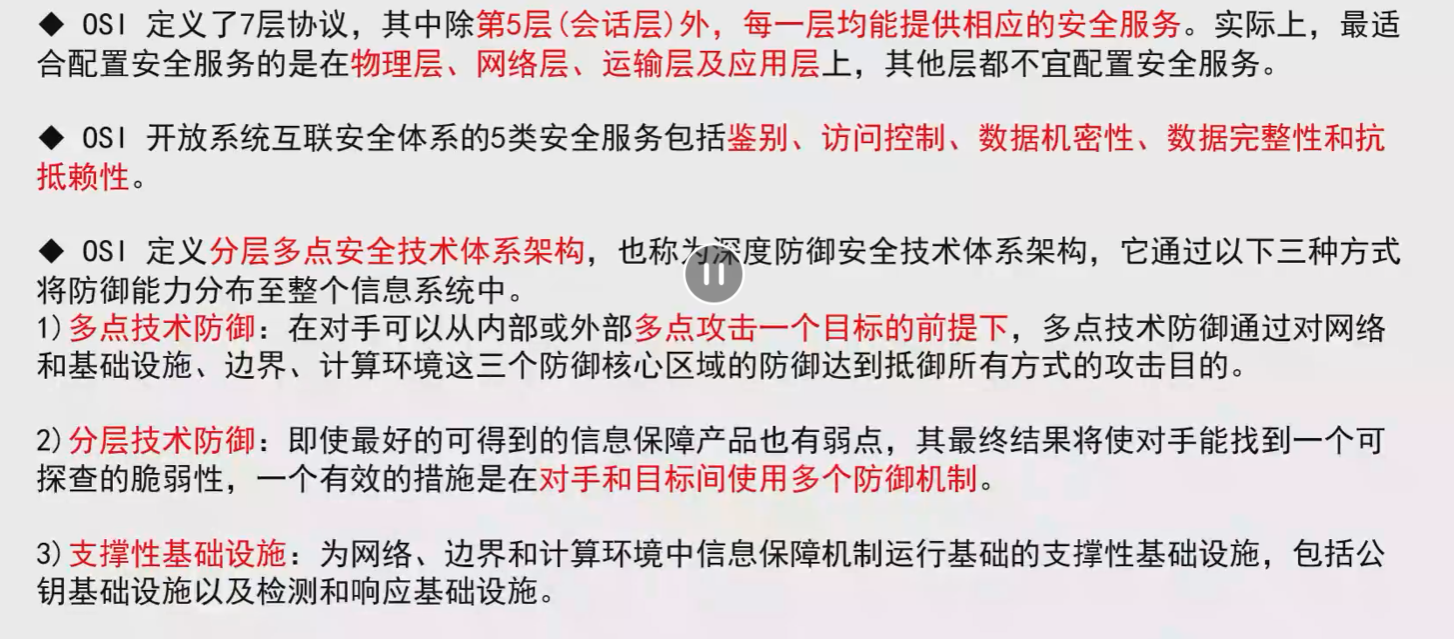 ◆ OSI 定义了7层协议，其中除第5层(会话层)外，每一层均能提供相应的安全服务。实际上，最适
合配置安全服务的是在物理层、网络层、运输层及应用层上，其他层都不宜配置安全服务。
◆ OSI 开放系统互联安全体系的5类安全服务包括鉴别、访问控制、数据机密性、数据完整性和抗
抵赖性。
◆ OSI 定义分层多点安全技术体系架构，也称为深度防御安全技术体系架构，它通过以下三种方式
将防御能力分布至整个信息系统中。
1)多点技术防御：在对手可以从内部或外部多点攻击一个目标的前提下，多点技术防御通过对网络
和基础设施、边界、计算环境这三个防御核心区域的防御达到抵御所有方式的攻击目的。
2)分层技术防御：即使最好的可得到的信息保障产品也有弱点，其最终结果将使对手能找到一个可
探查的脆弱性，一个有效的措施是在对手和目标间使用多个防御机制。
3)支撑性基础设施：为网络、边界和计算环境中信息保障机制运行基础的支撑性基础设施，包括公
钥基础设施以及检测和响应基础设施。